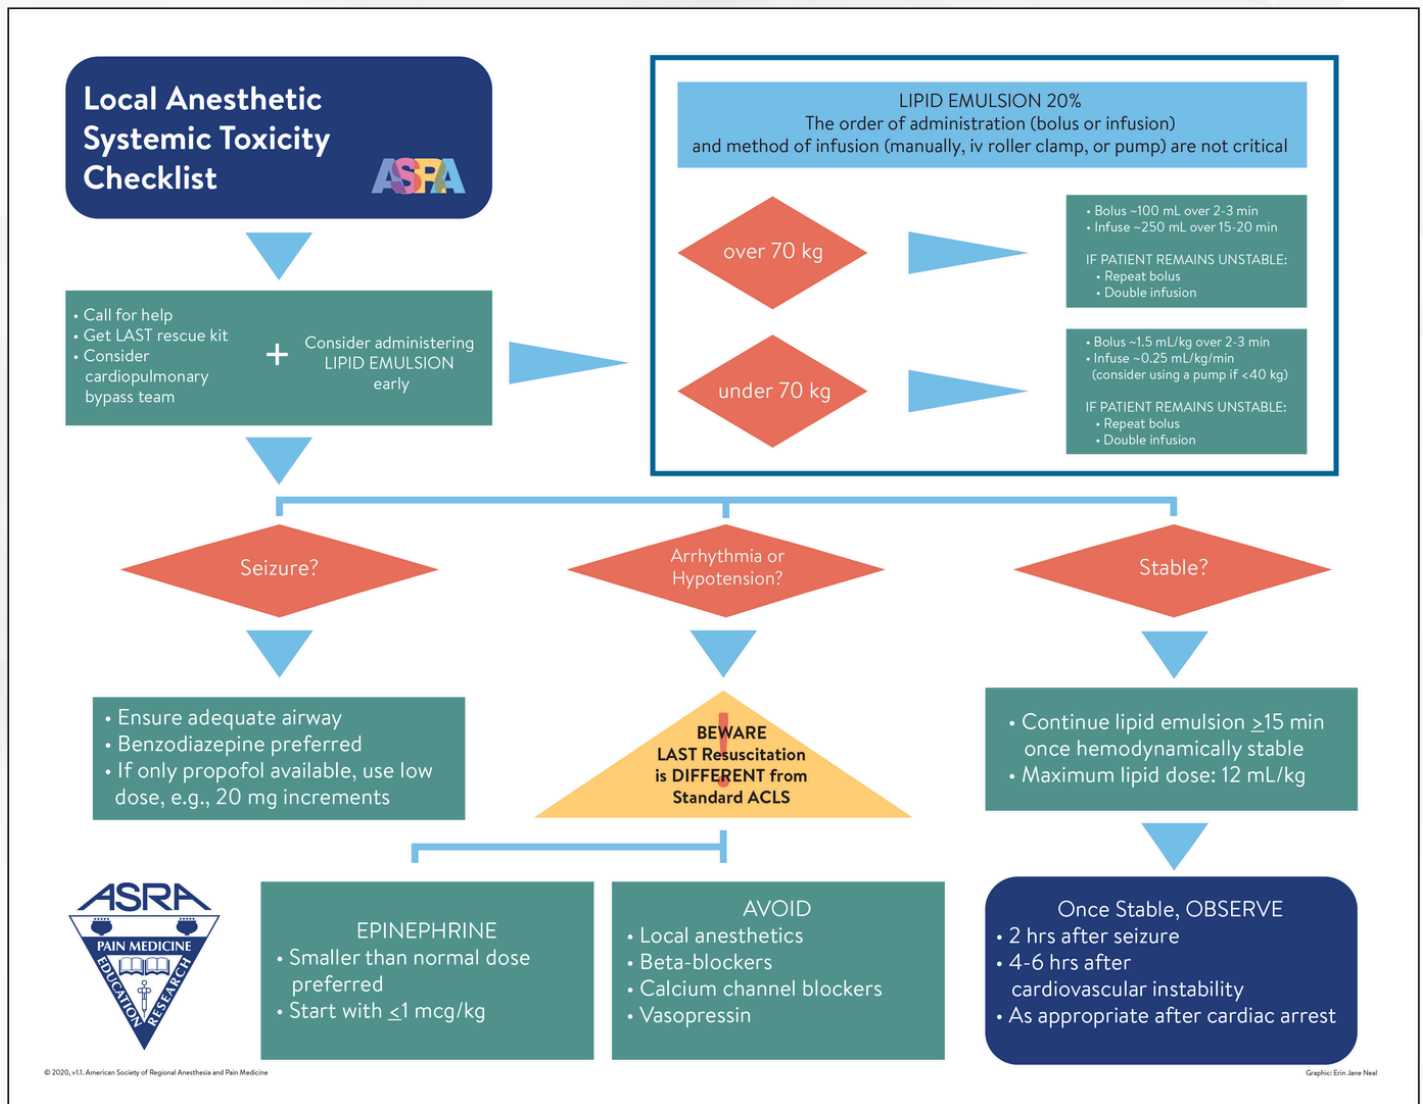 Local Anesthetic
Systemic Toxicity
Checklist
ASRA
• Call for help
• Get LAST rescue kit
• Consider
cardiopulmonary
bypass team
+
Consider administering
LIPID EMULSION
early
LIPID EMULSION 20%
The order of administration (bolus or infusion)
and method of infusion (manually, iv roller clamp, or pump) are not critical
over 70 kg
• Bolus ~100 mL over 2-3 min
• Infuse ~250 mL over 15-20 min
IF PATIENT REMAINS UNSTABLE:
• Repeat bolus
• Double infusion
under 70 kg
• Bolus ~1.5 mL/kg over 2-3 min
• Infuse ~0.25 mL/kg/min
(consider using a pump if <40 kg)
IF PATIENT REMAINS UNSTABLE:
• Repeat bolus
• Double infusion
Seizure?
• Ensure adequate airway
• Benzodiazepine preferred
• If only propofol available, use low
dose, e.g., 20 mg increments
Arrhythmia or
Hypotension?
!
BEWARE
LAST Resuscitation
is DIFFERENT from
Standard ACLS
EPINEPHRINE
• Smaller than normal dose
preferred
• Start with ≤1 mcg/kg
AVOID
• Local anesthetics
• Beta-blockers
• Calcium channel blockers
• Vasopressin
Stable?
• Continue lipid emulsion ≥15 min
once hemodynamically stable
• Maximum lipid dose: 12 mL/kg
Once Stable, OBSERVE
• 2 hrs after seizure
• 4-6 hrs after
cardiovascular instability
• As appropriate after cardiac arrest
ASRA
PAIN MEDICINE
EDUCATION
RESEARCH
© 2020, v1.1. American Society of Regional Anesthesia and Pain Medicine
Graphic: Erin Jane Neal